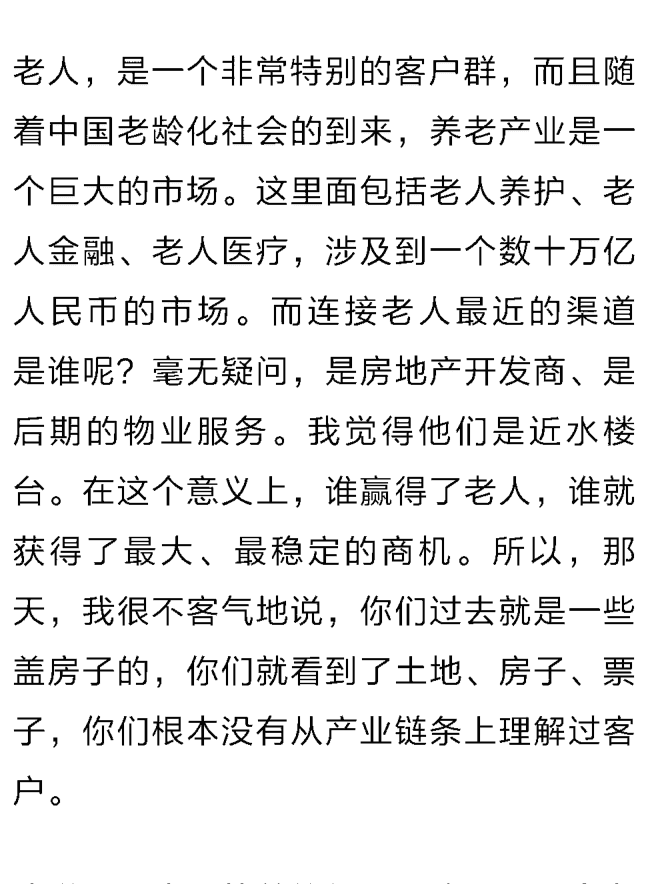 老人，是一个非常特别的客户群，而且随
着中国老龄化社会的到来，养老产业是一
个巨大的市场。这里面包括老人养护、老
人金融、老人医疗，涉及到一个数十万亿
人民币的市场。而连接老人最近的渠道
是谁呢？毫无疑问，是房地产开发商、是
后期的物业服务。我觉得他们是近水楼
台。在这个意义上，谁赢得了老人，谁就
获得了最大、最稳定的商机。所以，那
天，我很不客气地说，你们过去就是一些
盖房子的，你们就看到了土地、房子、票
子，你们根本没有从产业链条上理解过客
户。